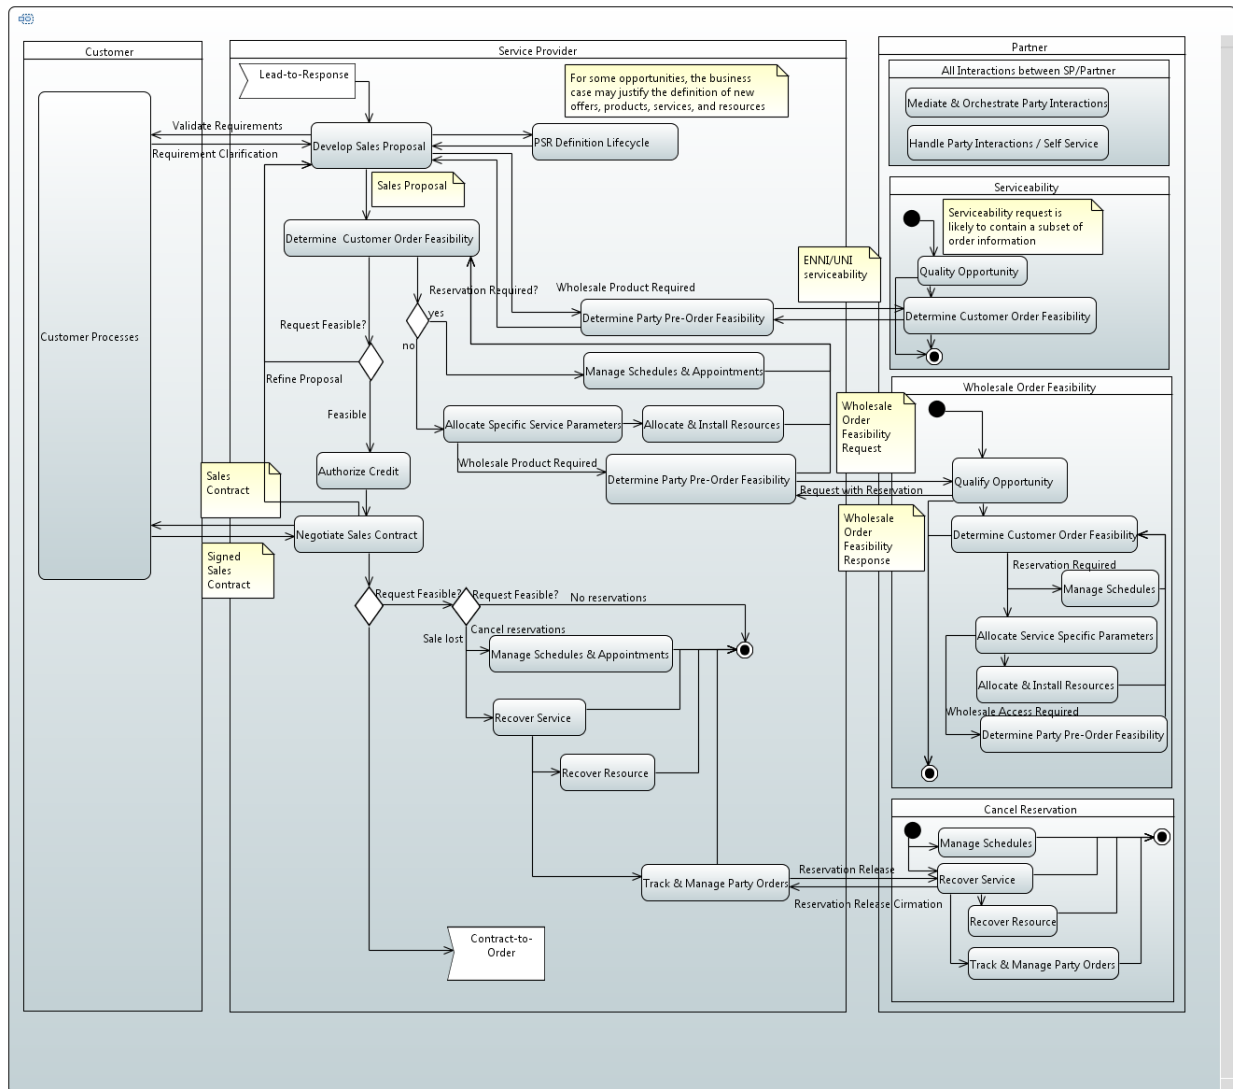 Customer
Service Provider
Partner
Lead-to-Response
For some opportunities, the business
case may justify the definition of new
offers, products, services, and resources
All Interactions between SP/Partner
Mediate & Orchestrate Party Interactions
Handle Party Interactions / Self Service
Validate Requirements
Requirement Clarification
Develop Sales Proposal
PSR Definition Lifecycle
Sales Proposal
Serviceability
Serviceability request is
likely to contain a subset of
order information
Determine Customer Order Feasibility
ENNI/UNI
serviceability
Quality Opportunity
Reservation Required?
Wholesale Product Required
yes
Determine Party Pre-Order Feasibility
Determine Customer Order Feasibility
Request Feasible?
no
Customer Processes
Refine Proposal
Manage Schedules & Appointments
Wholesale Order Feasibility
Feasible
Allocate Specific Service Parameters
Allocate & Install Resources
Wholesale
Order
Feasibility
Request
Wholesale Product Required
Authorize Credit
Determine Party Pre-Order Feasibility
Request with Reservation
Qualify Opportunity
Sales
Contract
Wholesale
Order
Feasibility
Response
Negotiate Sales Contract
Determine Customer Order Feasibility
Signed
Sales
Contract
Reservation Required
Manage Schedules
Request Feasible?
Request Feasible?
No reservations
Cancel reservations
Sale lost
Manage Schedules & Appointments
Allocate Service Specific Parameters
Allocate & Install Resources
Wholesale Access Required
Determine Party Pre-Order Feasibility
Recover Service
Recover Resource
Cancel Reservation
Manage Schedules
Track & Manage Party Orders
Reservation Release
Recover Service
Reservation Release Cirmation
Recover Resource
Track & Manage Party Orders
Contract-to-
Order